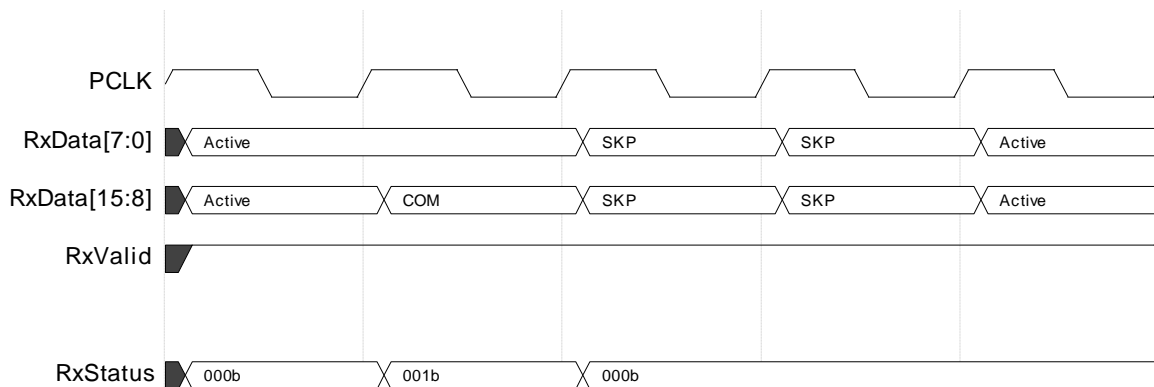 PCLK
RxData[7:0] Active SKP SKP Active
RxData[15:8] Active COM SKP SKP Active
RxValid
RxStatus 000b 001b 000b